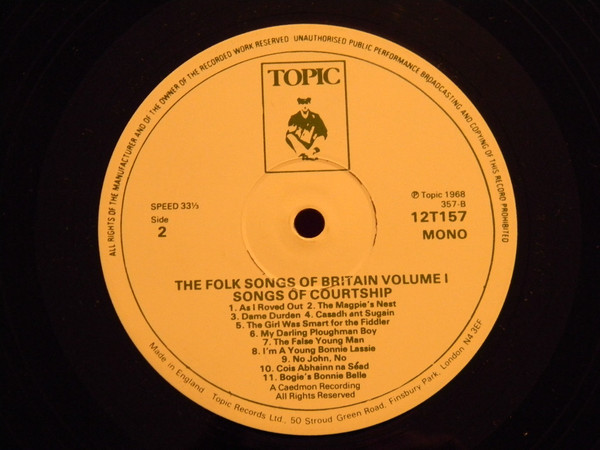 ALL RIGHTS OF THE MANUFACTURER AND OF THE OWNER OF THE RECORDED WORK RESERVED UNAUTHORISED PUBLIC PERFORMANCE BROADCASTING AND COPYING OF THIS RECORD PROHIBITED
TOPIC
SPEED 33⅓
Side
2
℗ Topic 1968
357-B
12T157
MONO
THE FOLK SONGS OF BRITAIN VOLUME I
SONGS OF COURTSHIP
1. As I Roved Out 2. The Magpie's Nest
3. Dame Durden 4. Casadh ant Sugain
5. The Girl Was Smart for the Fiddler
6. My Darling Ploughman Boy
7. The False Young Man
8. I'm A Young Bonnie Lassie
9. No John, No
10. Cois Abhainn na Séad
11. Bogie's Bonnie Belle
A Caedmon Recording
All Rights Reserved
Made in England Topic Records Ltd., 50 Stroud Green Road, Finsbury Park, London N4 3EF